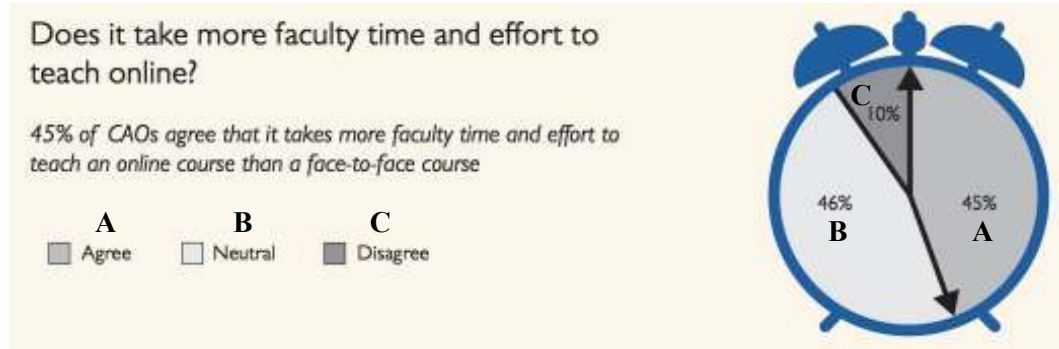 Does it take more faculty time and effort to
teach online?
45% of CAOs agree that it takes more faculty time and effort to
teach an online course than a face-to-face course
A B C
Agree Neutral Disagree
C
10%
46% 45%
B A